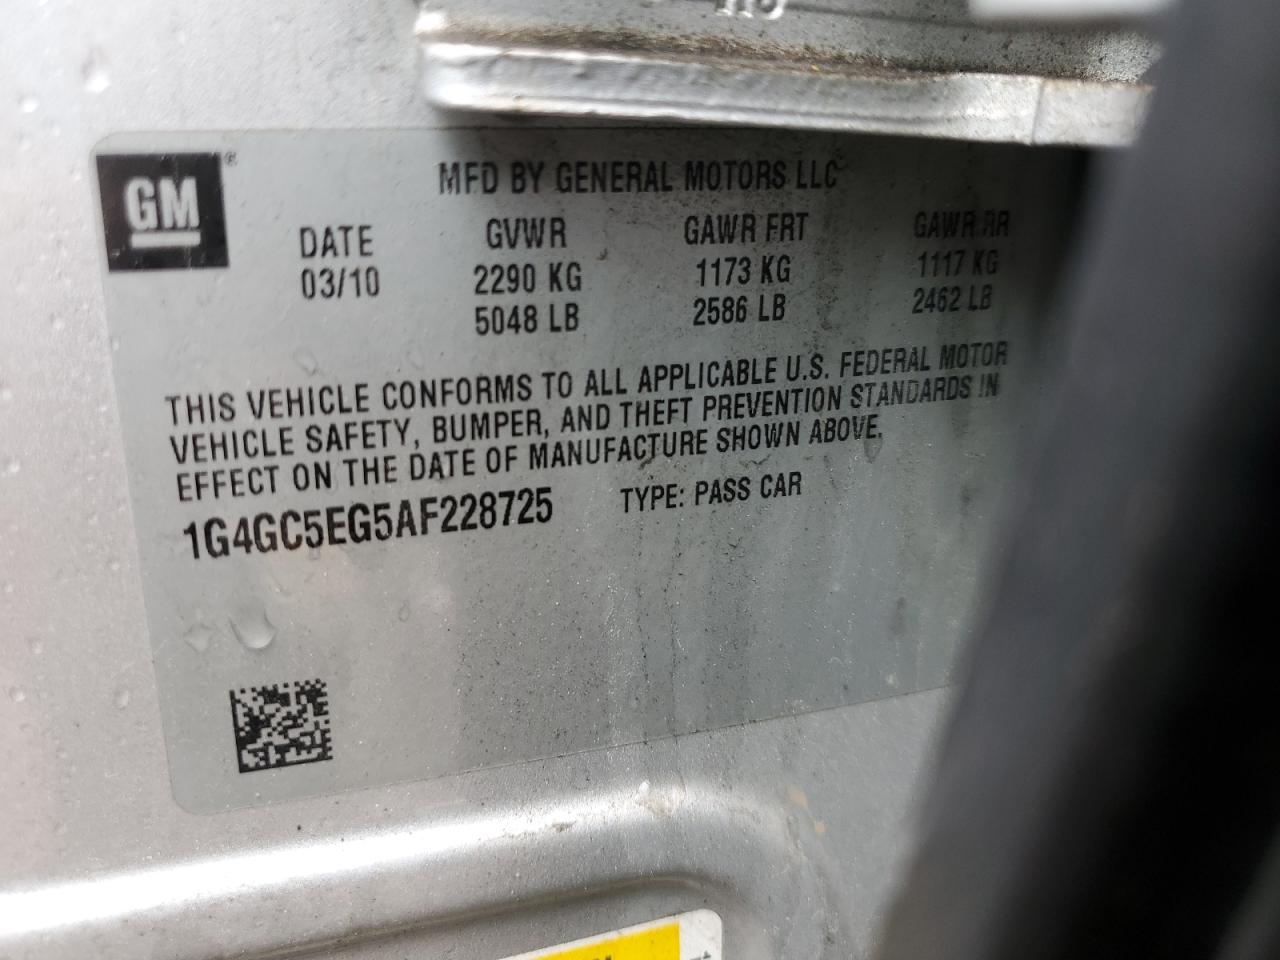 GM
MFD BY GENERAL MOTORS LLC
DATE GVWR GAWR FRT GAWR RR
03/10 2290 KG 1173 KG 1117 KG
5048 LB 2586 LB 2462 LB
THIS VEHICLE CONFORMS TO ALL APPLICABLE U.S. FEDERAL MOTOR
VEHICLE SAFETY, BUMPER, AND THEFT PREVENTION STANDARDS IN
EFFECT ON THE DATE OF MANUFACTURE SHOWN ABOVE.
1G4GC5EG5AF228725 TYPE: PASS CAR